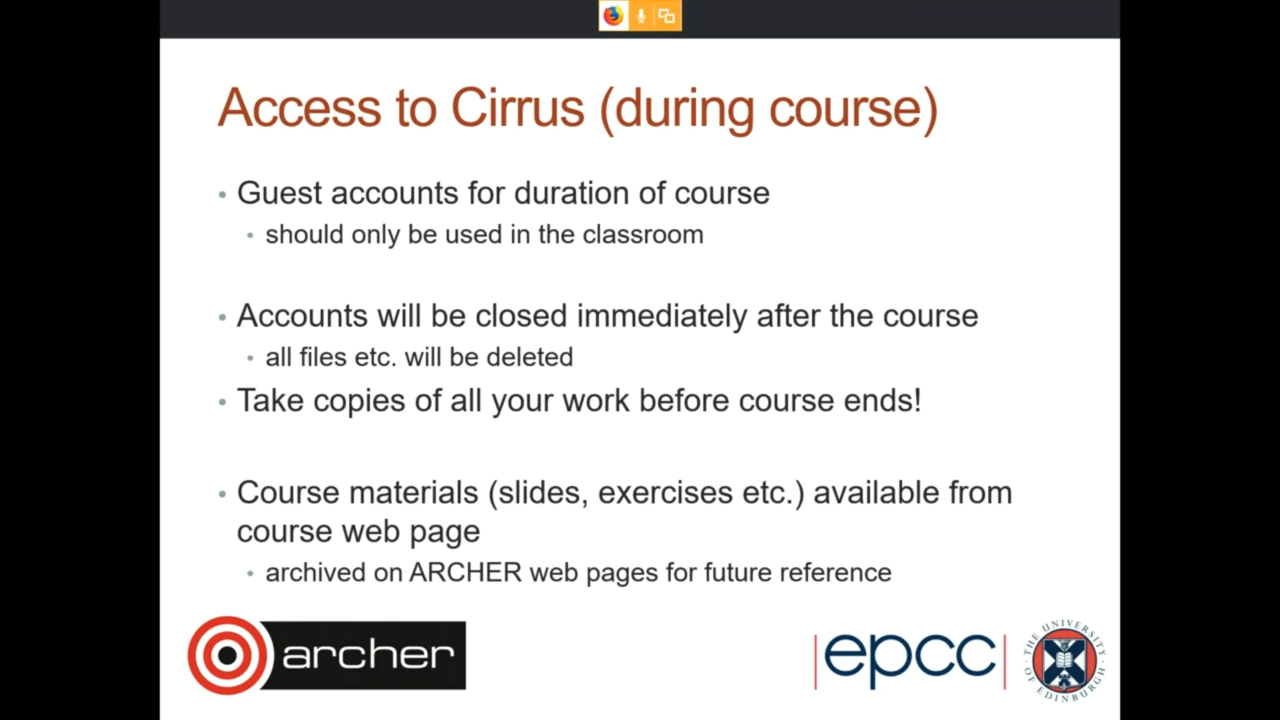 Access to Cirrus (during course)
• Guest accounts for duration of course
• should only be used in the classroom
• Accounts will be closed immediately after the course
• all files etc. will be deleted
• Take copies of all your work before course ends!
• Course materials (slides, exercises etc.) available from
course web page
• archived on ARCHER web pages for future reference
archer
|epcc|
THE UNIVERSITY
OF EDINBURGH